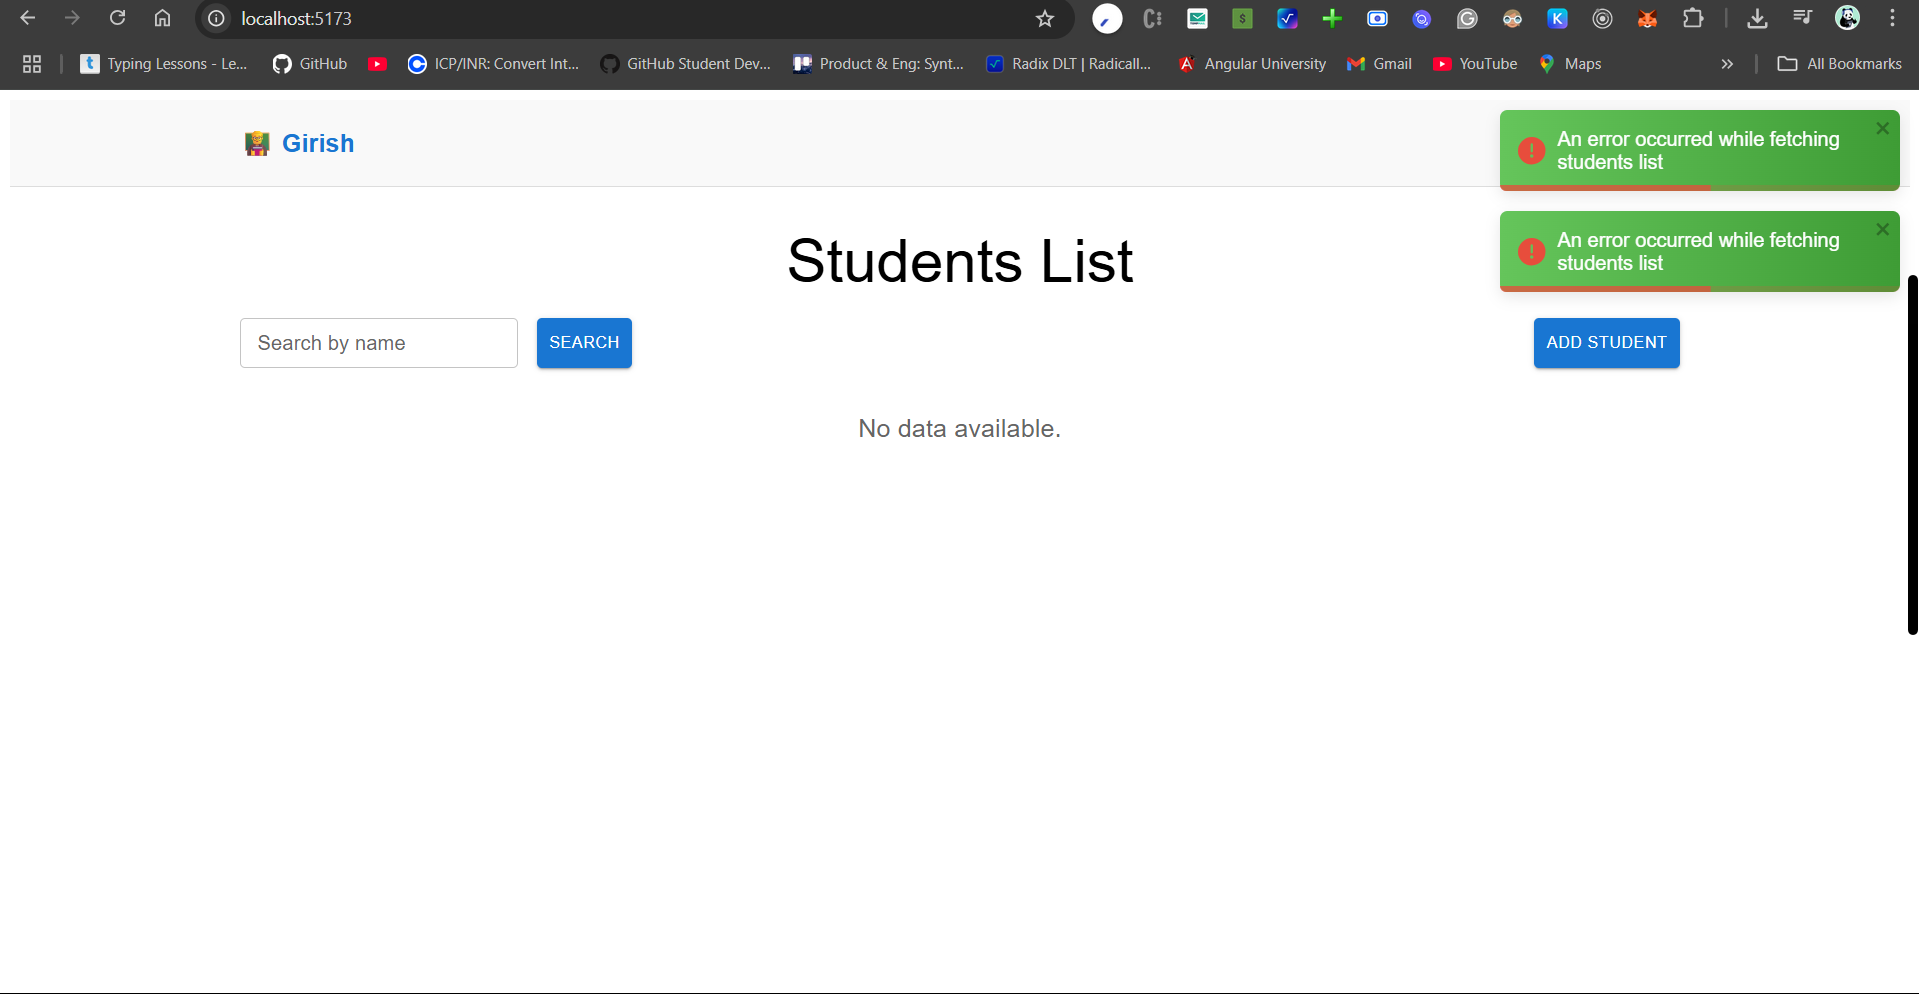 localhost:5173
Typing Lessons - Le...
GitHub
ICP/INR: Convert Int...
GitHub Student Dev...
Product & Eng: Synt...
Radix DLT | Radicall...
Angular University
Gmail
YouTube
Maps
All Bookmarks
Girish
An error occurred while fetching
students list
An error occurred while fetching
students list
Students List
Search by name
SEARCH
ADD STUDENT
No data available.